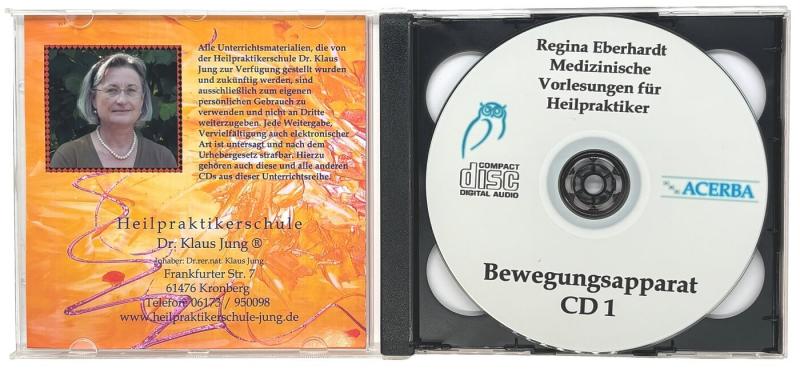 Alle Unterrichtsmaterialien, die von
der Heilpraktikerschule Dr. Klaus
Jung zur Verfügung gestellt wurden
und zukünftig werden, sind
ausschließlich zum eigenen
persönlichen Gebrauch zu
verwenden und nicht an Dritte
weiterzugeben. Jede Weitergabe,
Vervielfältigung auch elektronischer
Art ist untersagt und nach dem
Urhebergesetz strafbar. Hierzu
gehören auch diese und alle anderen
CDs aus dieser Unterrichtsreihe.
Heilpraktikerschule
Dr. Klaus Jung ®
Inhaber: Dr.rer.nat. Klaus Jung
Frankfurter Str. 7
61476 Kronberg
Telefon: 06173 // 950098
www.heilpraktikerschule-jung.de
Regina Eberhardt
Medizinische
Vorlesungen für
Heilpraktiker
COMPACT
disc
DIGITAL AUDIO
ACERBA
Bewegungsapparat
CD 1